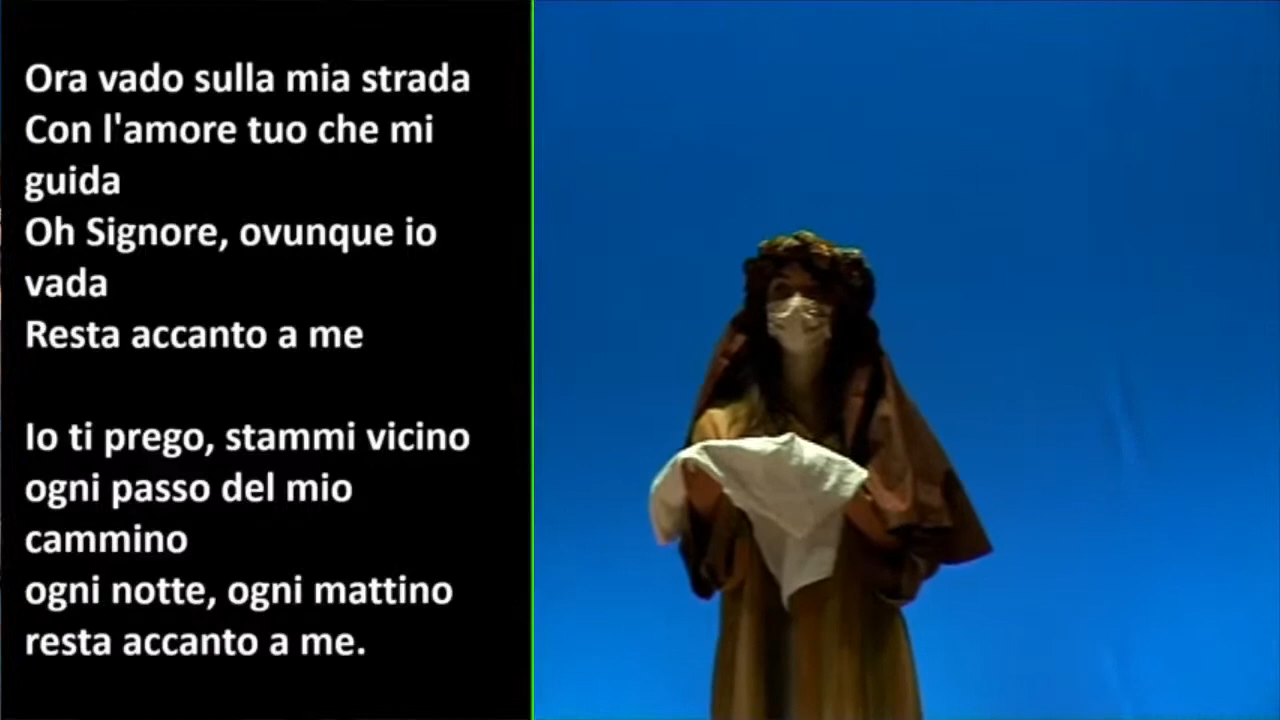 Ora vado sulla mia strada
Con l'amore tuo che mi
guida
Oh Signore, ovunque io
vada
Resta accanto a me
Io ti prego, stammi vicino
ogni passo del mio
cammino
ogni notte, ogni mattino
resta accanto a me.